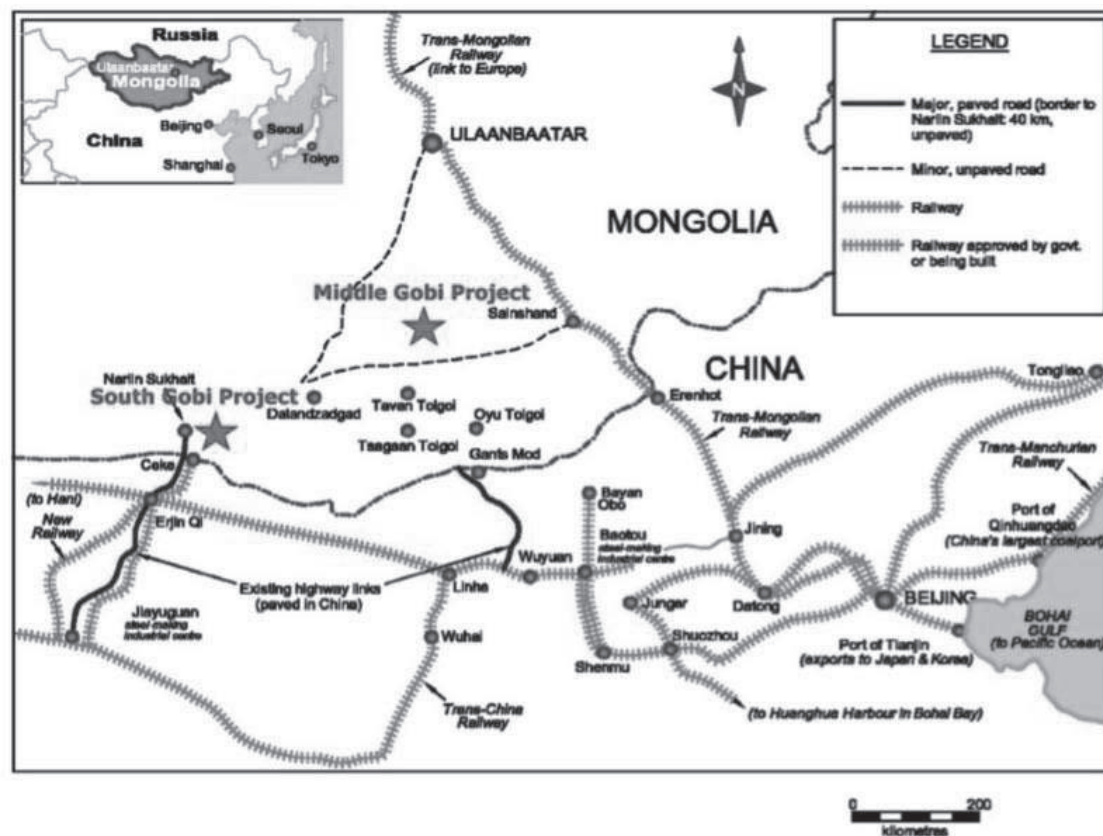 Russia
Ulaanbaatar
Mongolia
China
Beijing
Seoul
Shanghai
Tokyo
Trans-Mongolian
Railway
(link to Europe)
ULAANBAATAR
N
LEGEND
Major, paved road (border to
Nariin Sukhait: 40 km,
unpaved)
Minor, unpaved road
Railway
Railway approved by govt.
or being built
MONGOLIA
Middle Gobi Project
Sainshand
CHINA
Nariin Sukhait
South Gobi Project
Dalandzadgad
Tavan Tolgoi
Oyu Tolgoi
Tsagaan Tolgoi
Gants Mod
Erenhot
Tongliao
Trans-Mongolian
Railway
Trans-Manchurian
Railway
Ceke
(to Hami)
New
Railway
Erjin Qi
Bayan
Obo
Baotou
steel-making
industrial centre
Jining
Port of
Qinhuangdao
(China's largest coalport)
Existing highway links
(paved in China)
Linhe
Wuyuan
Jiayuguan
steel-making
industrial centre
Wuhai
Junger
Datong
BEIJING
BOHAI
GULF
(to Pacific Ocean)
Shenmu
Shuozhou
Port of Tianjin
(exports to Japan & Korea)
Trans-China
Railway
(to Huanghua Harbour in Bohai Bay)
0 200
kilometres